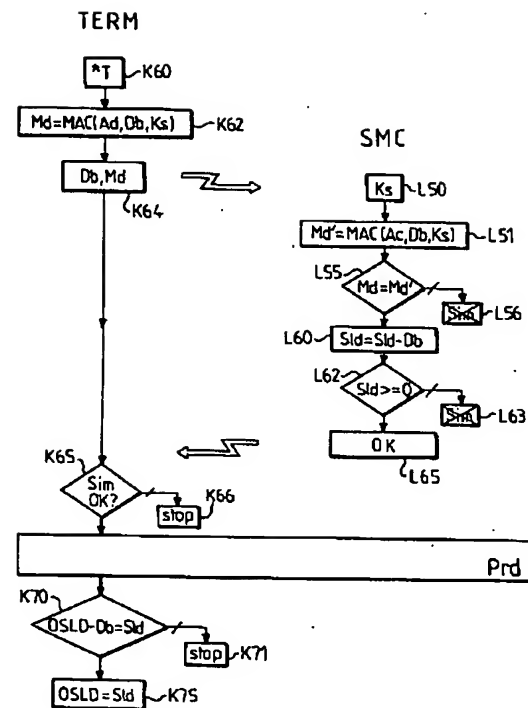 TERM
*T
K60
Md=MAC(Ad,Db,Ks)
K62
SMC
Db,Md
K64
Ks
L50
Md'=MAC(Ac,Db,Ks)
L51
L55
Md=Md'
Sim
L56
L60
Sld=Sld-Db
L62
Sld>=0
Sim
L63
OK
L65
K65
Sim
OK?
K66
stop
Prd
K70
OSLD-Db=Sld
stop
K71
OSLD=Sld
K75